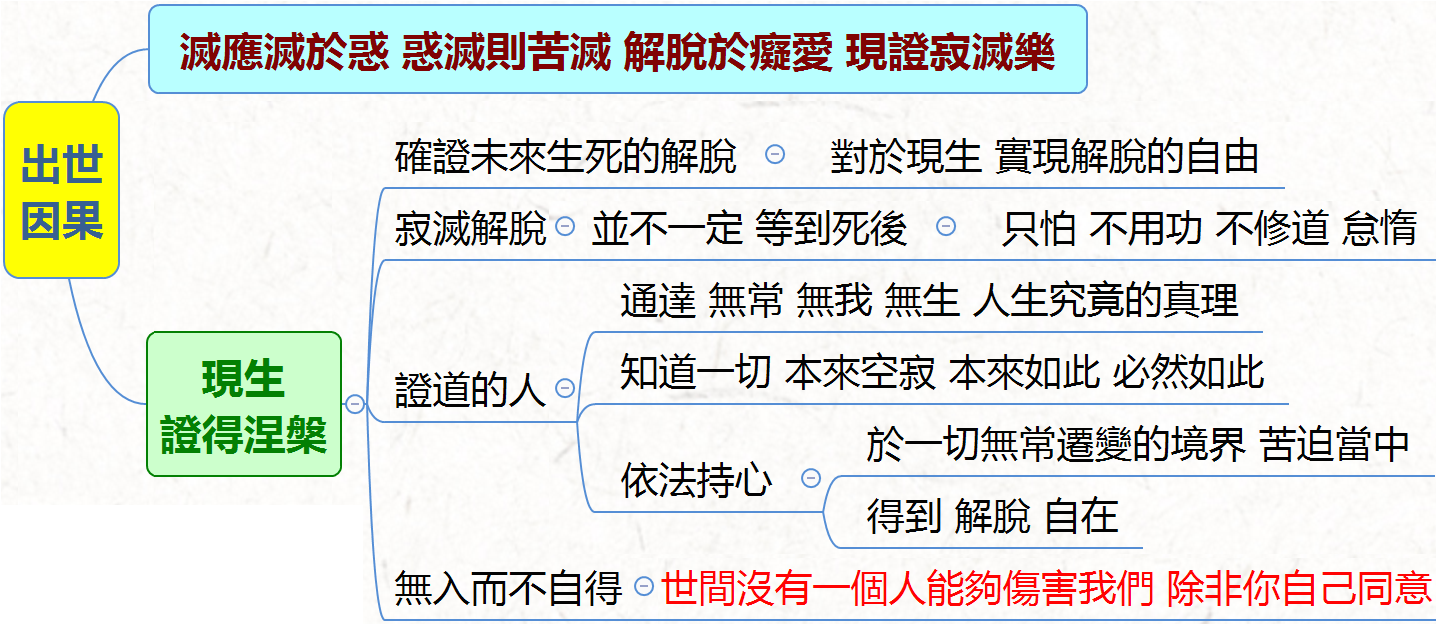 滅應滅於惑 惑滅則苦滅 解脫於癡愛 現證寂滅樂
出世
因果
確證未來生死的解脫 對於現生 實現解脫的自由
寂滅解脫 並不一定 等到死後 只怕 不用功 不修道 怠惰
現生
證得涅槃
證道的人
通達 無常 無我 無生 人生究竟的真理
知道一切 本來空寂 本來如此 必然如此
依法持心
於一切無常遷變的境界 苦迫當中
得到 解脫 自在
無入而不自得 世間沒有一個人能夠傷害我們 除非你自己同意